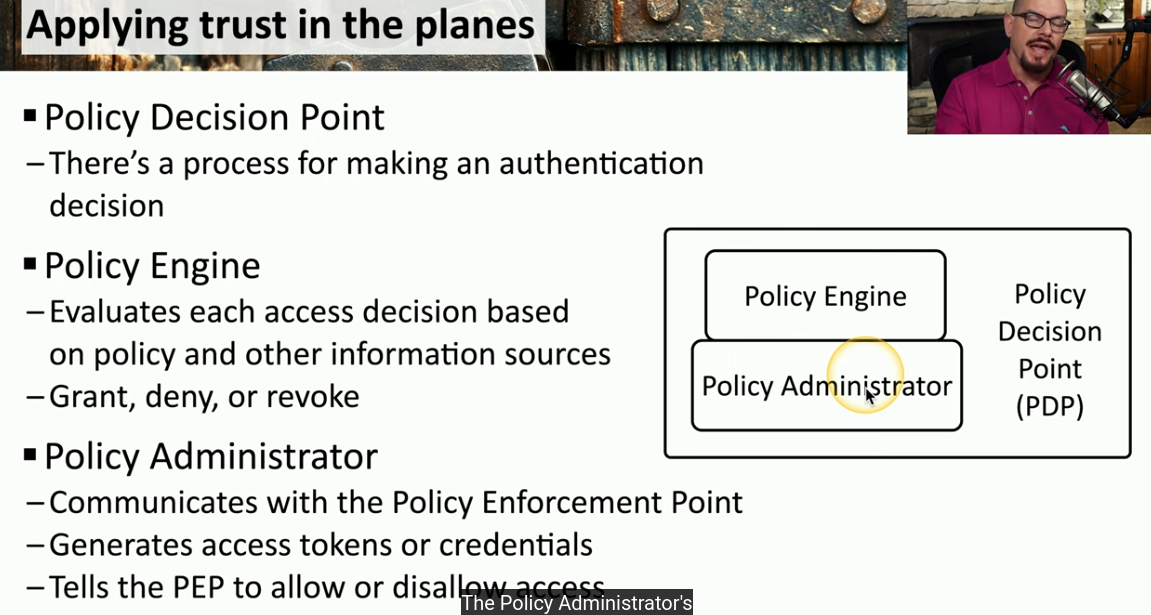 Applying trust in the planes
▪ Policy Decision Point
– There’s a process for making an authentication
decision
▪ Policy Engine
– Evaluates each access decision based
on policy and other information sources
– Grant, deny, or revoke
▪ Policy Administrator
– Communicates with the Policy Enforcement Point
– Generates access tokens or credentials
– Tells the PEP to allow or disallow access
Policy Engine
Policy Administrator
Policy
Decision
Point
(PDP)
The Policy Administrator's